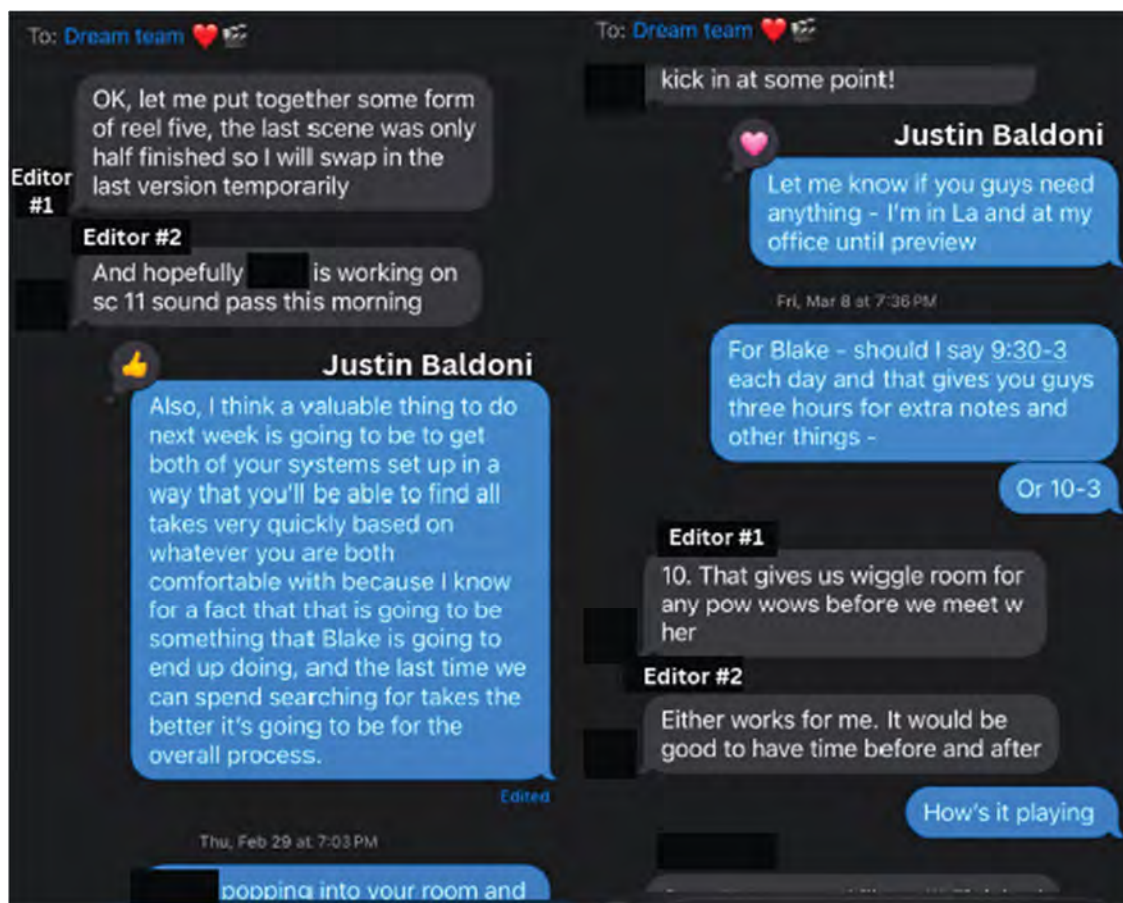 To: Dream team ❤️🎬
OK, let me put together some form
of reel five, the last scene was only
half finished so I will swap in the
last version temporarily
Editor
#1
Editor #2
And hopefully is working on
sc 11 sound pass this morning
👍
Justin Baldoni
Also, I think a valuable thing to do
next week is going to be to get
both of your systems set up in a
way that you'll be able to find all
takes very quickly based on
whatever you are both
comfortable with because I know
for a fact that that is going to be
something that Blake is going to
end up doing, and the last time we
can spend searching for takes the
better it's going to be for the
overall process.
Edited
Thu, Feb 29 at 7:03 PM
popping into your room and
To: Dream team ❤️🎬
kick in at some point!
Justin Baldoni
Let me know if you guys need
anything - I'm in La and at my
office until preview
Fri, Mar 8 at 7:36 PM
For Blake - should I say 9:30-3
each day and that gives you guys
three hours for extra notes and
other things -
Or 10-3
Editor #1
10. That gives us wiggle room for
any pow wows before we meet w
her
Editor #2
Either works for me. It would be
good to have time before and after
How's it playing